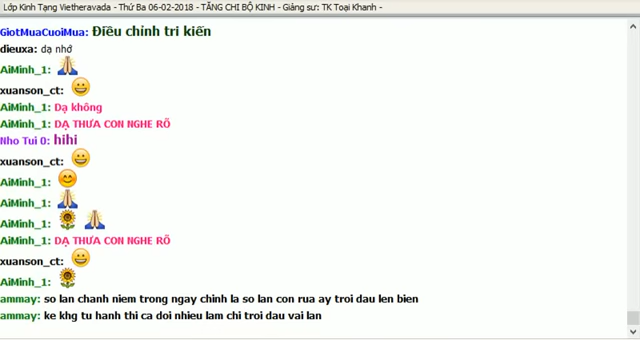 Lớp Kinh Tạng Vietheravada - Thứ Ba 06-02-2018 - TĂNG CHI BỘ KINH - Giảng sư: TK Toại Khanh -
GiotMuaCuoiMua: Điều chỉnh tri kiến
dieuxa: dạ nhớ
AiMinh_1: 🙏
xuanson_ct: 😀
AiMinh_1: Dạ không
AiMinh_1: DẠ THƯA CON NGHE RÕ
Nho Tui 0: hihi
xuanson_ct: 😀
AiMinh_1: 😊
AiMinh_1: 🙏
AiMinh_1: 🌻 🙏
AiMinh_1: DẠ THƯA CON NGHE RÕ
xuanson_ct: 😀
AiMinh_1: 🌻
ammay: so lan chanh niem trong ngay chinh la so lan con rua ay troi dau len bien
ammay: ke khg tu hanh thi ca doi nhieu lam chi troi dau vai lan